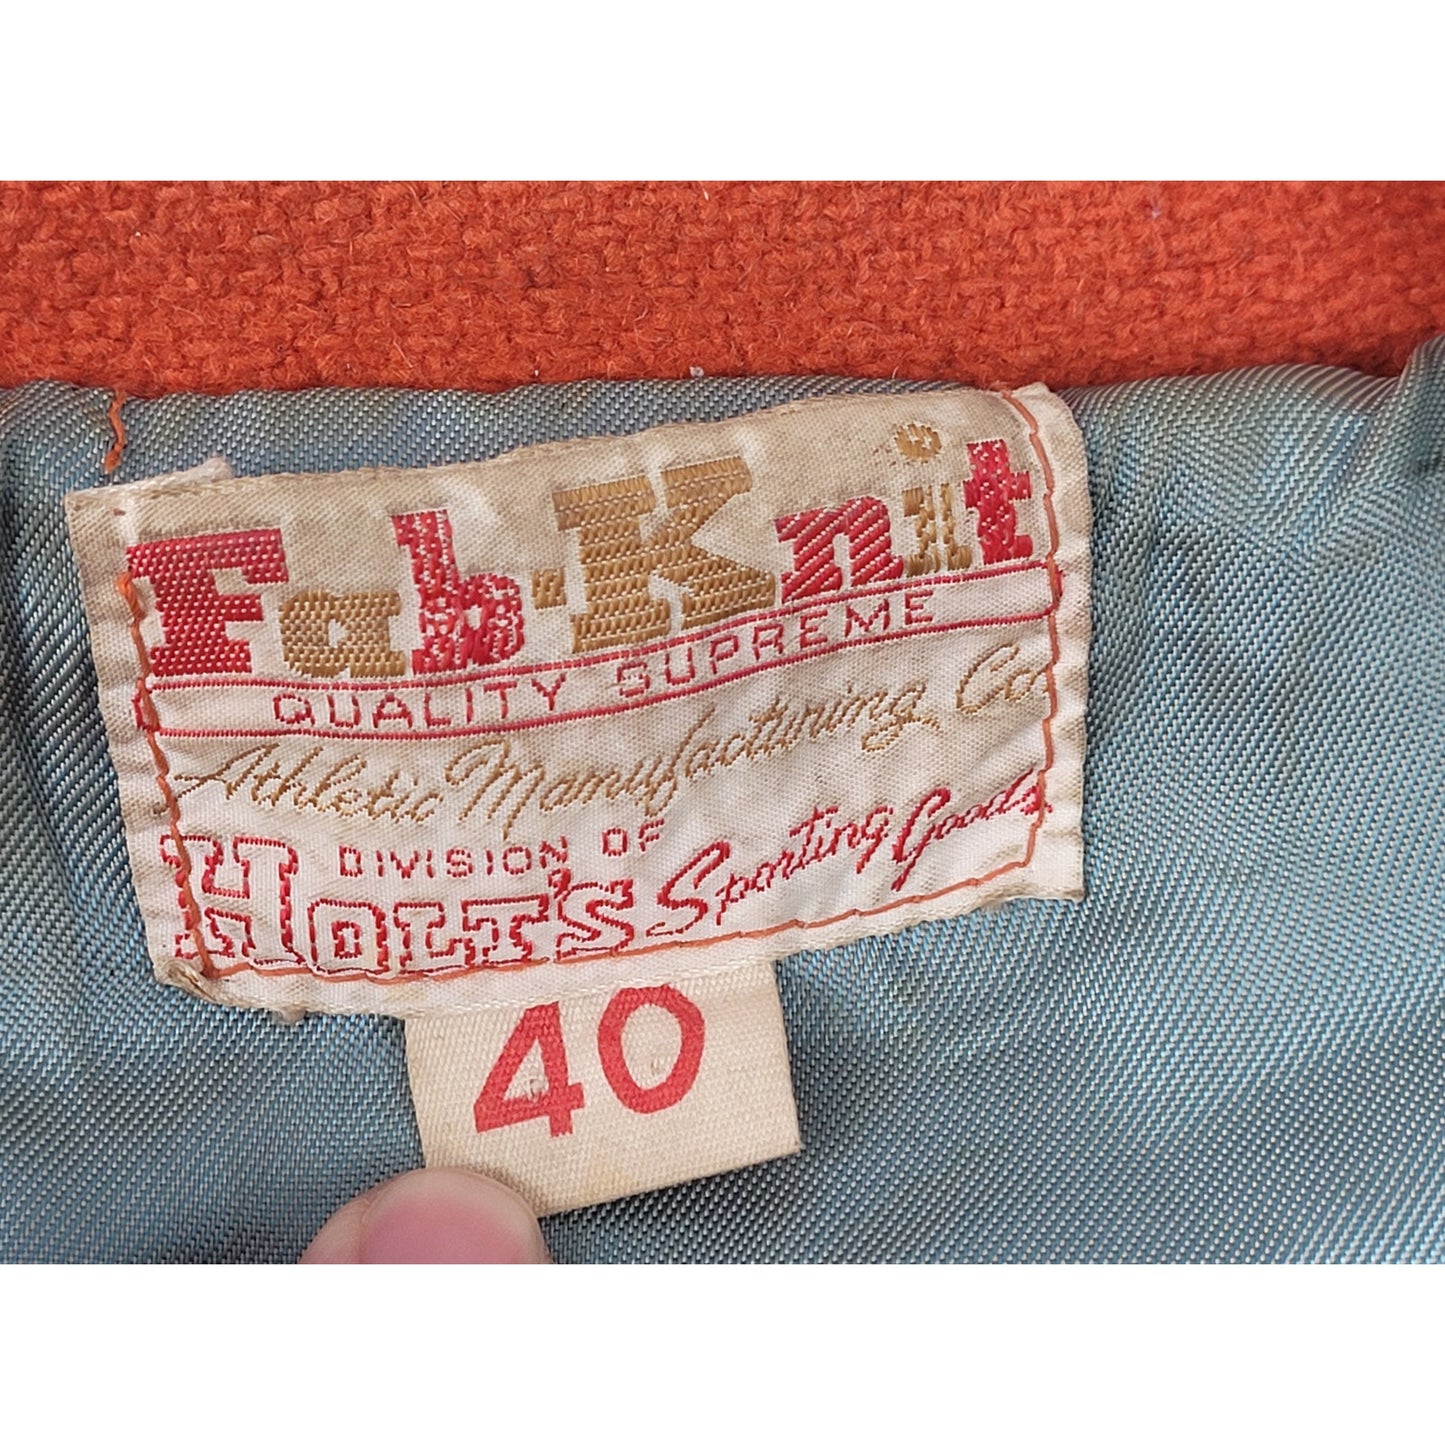 Fab-Knit
QUALITY SUPREME
Athletic Manufacturing Co.
DIVISION OF
HOLT'S Sporting Goods
40